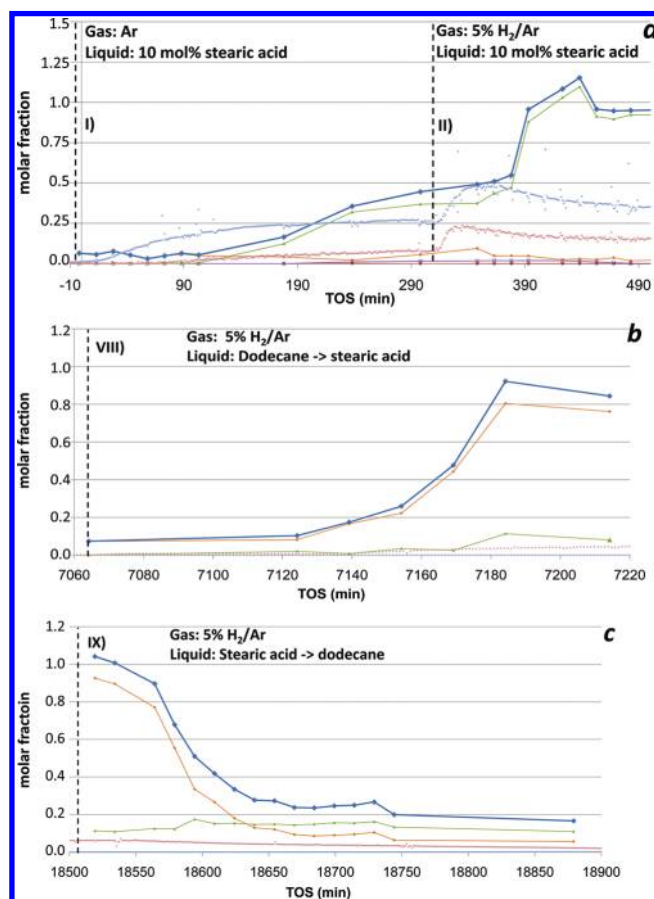 a
Gas: Ar
Liquid: 10 mol% stearic acid
Gas: 5% H₂/Ar
Liquid: 10 mol% stearic acid
I)
II)
molar fraction
1.5
1.25
1.0
0.75
0.5
0.25
0.0
-10 90 190 290 390 490
TOS (min)
b
VIII)
Gas: 5% H₂/Ar
Liquid: Dodecane -> stearic acid
molar fraction
1.2
1.0
0.8
0.6
0.4
0.2
0.0
7060 7080 7100 7120 7140 7160 7180 7200 7220
TOS (min)
c
IX)
Gas: 5% H₂/Ar
Liquid: Stearic acid -> dodecane
molar fractoin
1.2
1.0
0.8
0.6
0.4
0.2
0.0
18500 18550 18600 18650 18700 18750 18800 18850 18900
TOS (min)